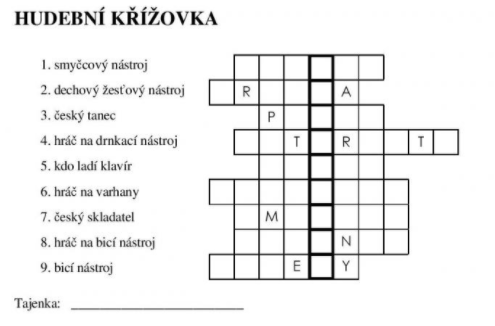 HUDEBNÍ KŘÍŽOVKA
1. smyčcový nástroj
2. dechový žesťový nástroj R A
3. český tanec P
4. hráč na drnkací nástroj T R T
5. kdo ladí klavír
6. hráč na varhany
7. český skladatel M
8. hráč na bicí nástroj N
9. bicí nástroj E Y
Tajenka: ___________________________